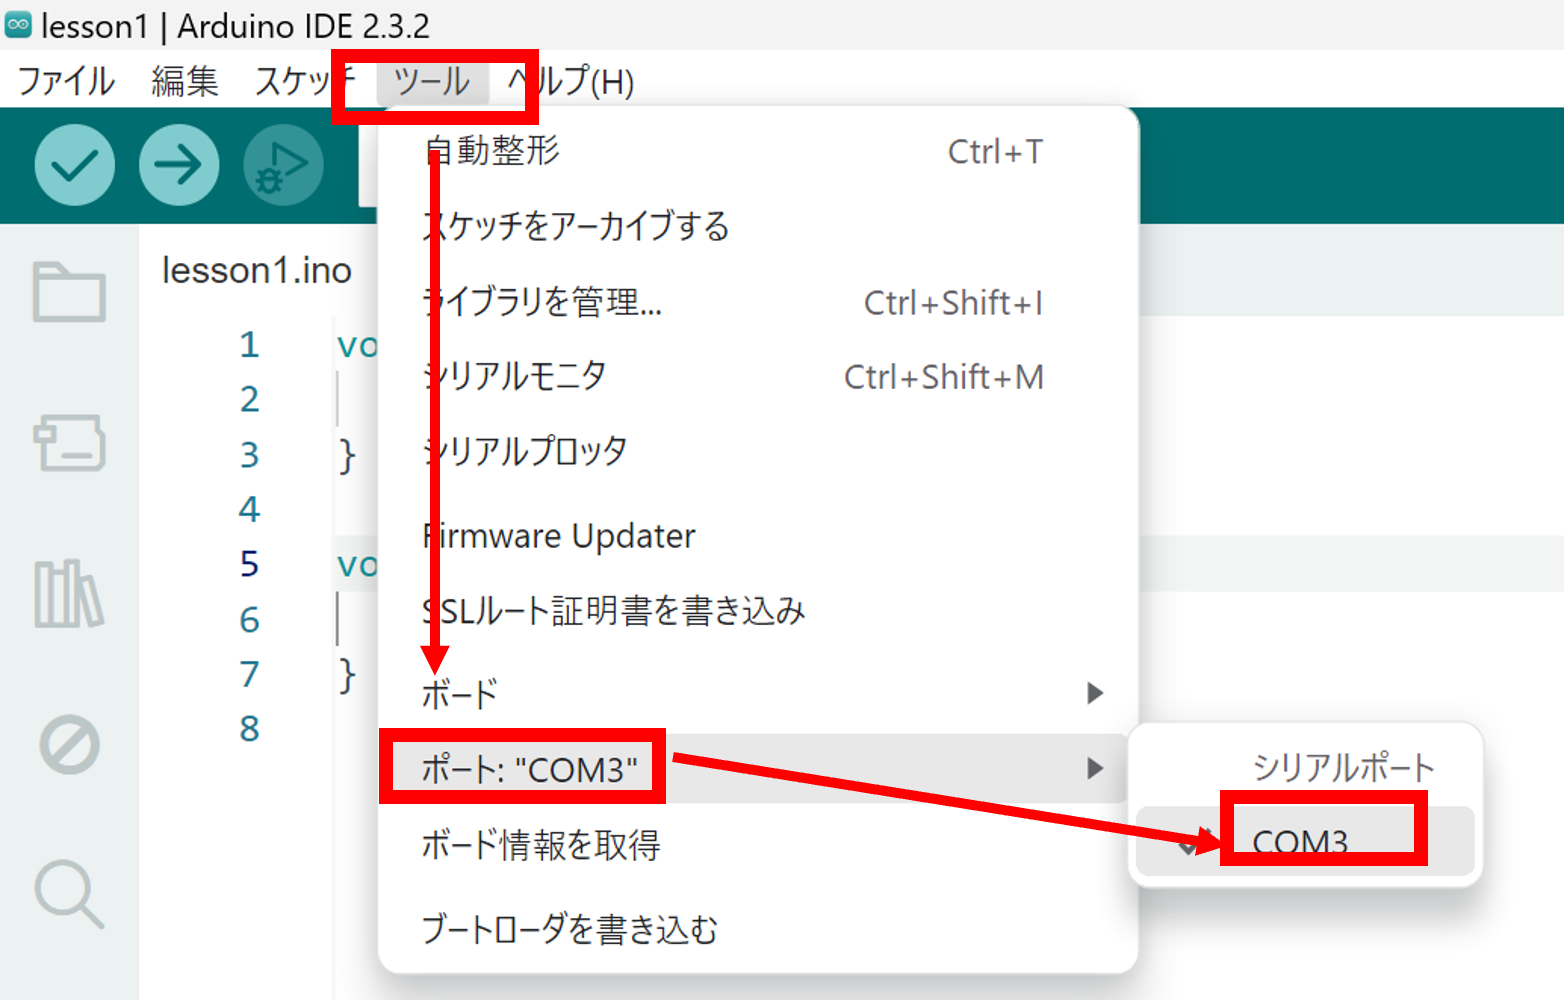 lesson1 | Arduino IDE 2.3.2
ファイル 編集 スケッチ ツール ヘルプ(H)
自動整形 Ctrl+T
スケッチをアーカイブする
ライブラリを管理... Ctrl+Shift+I
シリアルモニタ Ctrl+Shift+M
シリアルプロッタ
Firmware Updater
SSLルート証明書を書き込み
ボード
ポート: "COM3"
ボード情報を取得
ブートローダを書き込む
シリアルポート
COM3
lesson1.ino
1 vo
2
3 }
4
5 vo
6
7 }
8